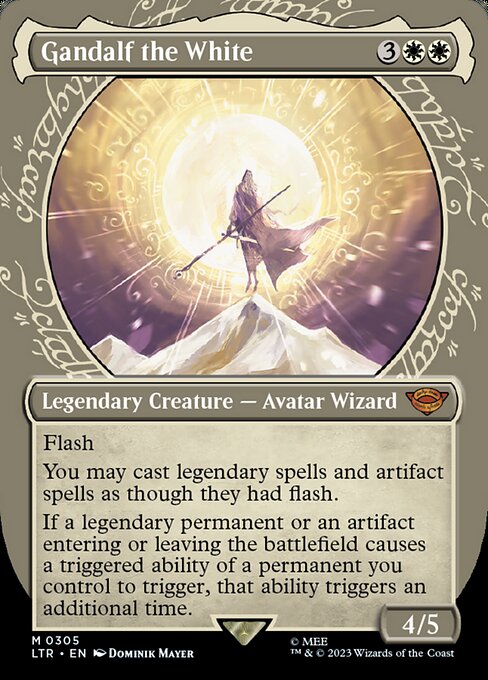 Gandalf the White 3
Legendary Creature — Avatar Wizard
Flash
You may cast legendary spells and artifact
spells as though they had flash.
If a legendary permanent or an artifact
entering or leaving the battlefield causes
a triggered ability of a permanent you
control to trigger, that ability triggers an
additional time.
4/5
M 0305
LTR • EN Dominik Mayer
© MEE
™ & © 2023 Wizards of the Coast